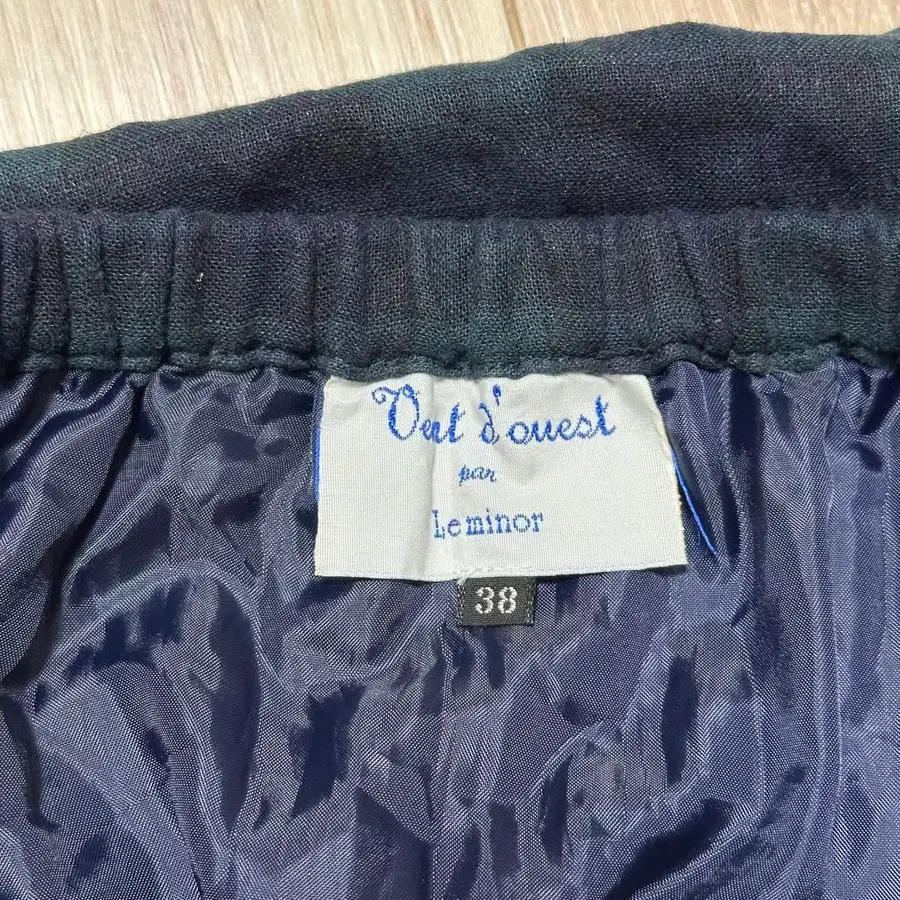 Vent d'ouest
par
Leminor
38